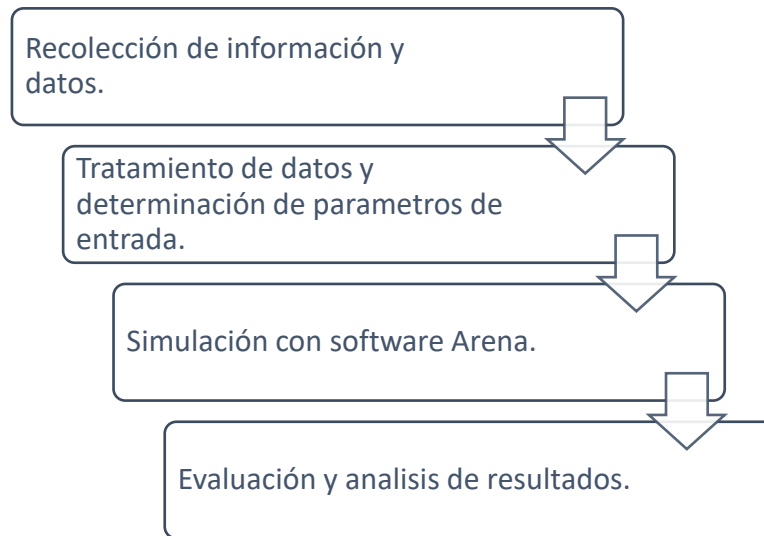 Recolección de información y
datos.
Tratamiento de datos y
determinación de parametros de
entrada.
Simulación con software Arena.
Evaluación y analisis de resultados.